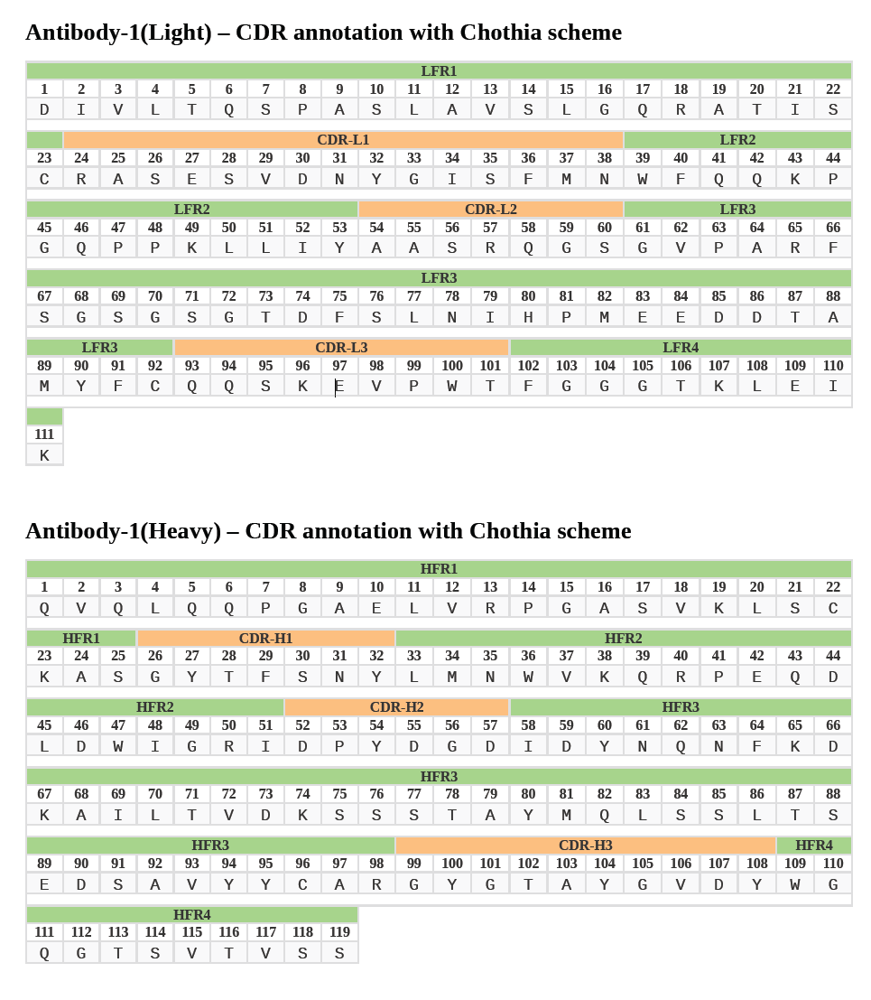 Antibody-1(Light) – CDR annotation with Chothia scheme
LFR1
1 2 3 4 5 6 7 8 9 10 11 12 13 14 15 16 17 18 19 20 21 22
D I V L T Q S P A S L A V S L G Q R A T I S
CDR-L1 LFR2
23 24 25 26 27 28 29 30 31 32 33 34 35 36 37 38 39 40 41 42 43 44
C R A S E S V D N Y G I S F M N W F Q Q K P
LFR2 CDR-L2 LFR3
45 46 47 48 49 50 51 52 53 54 55 56 57 58 59 60 61 62 63 64 65 66
G Q P P K L L I Y A A S R Q G S G V P A R F
LFR3
67 68 69 70 71 72 73 74 75 76 77 78 79 80 81 82 83 84 85 86 87 88
S G S G S G T D F S L N I H P M E E D D T A
LFR3 CDR-L3 LFR4
89 90 91 92 93 94 95 96 97 98 99 100 101 102 103 104 105 106 107 108 109 110
M Y F C Q Q S K E V P W T F G G G T K L E I
111
K
Antibody-1(Heavy) – CDR annotation with Chothia scheme
HFR1
1 2 3 4 5 6 7 8 9 10 11 12 13 14 15 16 17 18 19 20 21 22
Q V Q L Q Q P G A E L V R P G A S V K L S C
HFR1 CDR-H1 HFR2
23 24 25 26 27 28 29 30 31 32 33 34 35 36 37 38 39 40 41 42 43 44
K A S G Y T F S N Y L M N W V K Q R P E Q D
HFR2 CDR-H2 HFR3
45 46 47 48 49 50 51 52 53 54 55 56 57 58 59 60 61 62 63 64 65 66
L D W I G R I D P Y D G D I D Y N Q N F K D
HFR3
67 68 69 70 71 72 73 74 75 76 77 78 79 80 81 82 83 84 85 86 87 88
K A I L T V D K S S S T A Y M Q L S S L T S
HFR3 CDR-H3 HFR4
89 90 91 92 93 94 95 96 97 98 99 100 101 102 103 104 105 106 107 108 109 110
E D S A V Y Y C A R G Y G T A Y G V D Y W G
HFR4
111 112 113 114 115 116 117 118 119
Q G T S V T V S S